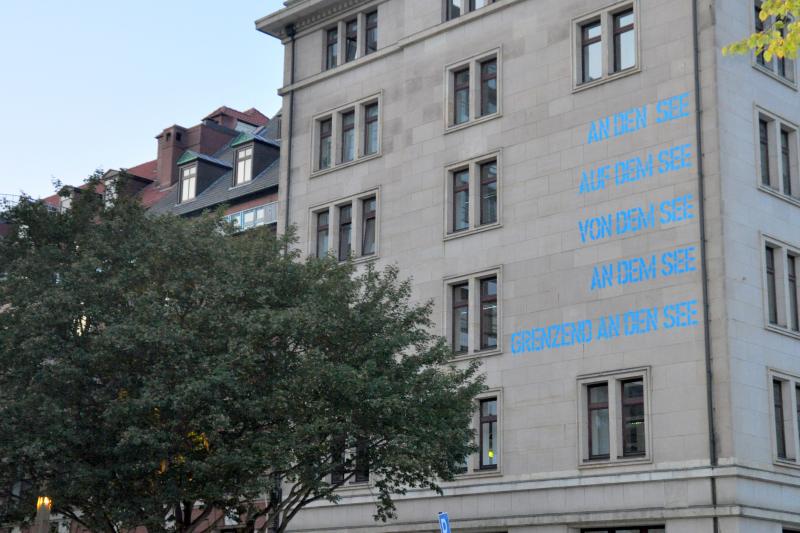 AN DEN SEE
AUF DEM SEE
VON DEM SEE
AN DEM SEE
GRENZEND AN DEN SEE